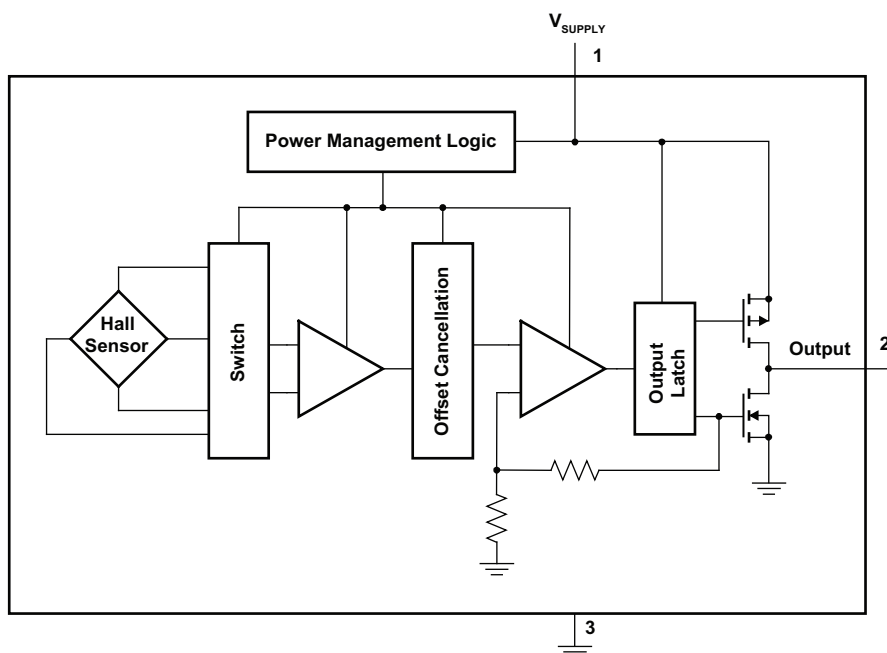 V_SUPPLY
1
Power Management Logic
Hall
Sensor
Switch
Offset Cancellation
Output
Latch
Output
2
3